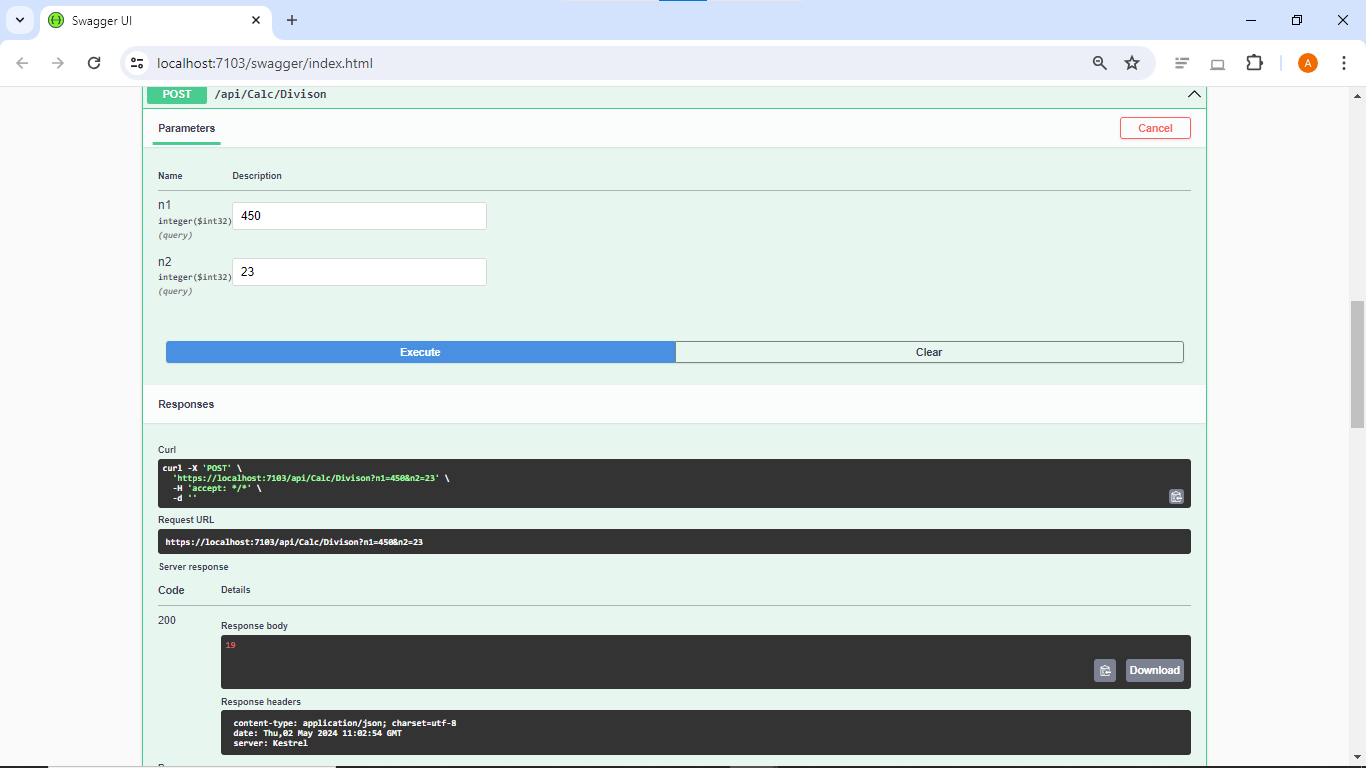 Swagger UI
localhost:7103/swagger/index.html
A
POST /api/Calc/Divison
Parameters
Cancel
Name Description
n1
integer($int32)
(query)
450
n2
integer($int32)
(query)
23
Execute
Clear
Responses
Curl
curl -X 'POST' \
'https://localhost:7103/api/Calc/Divison?n1=450&n2=23' \
-H 'accept: */*' \
-d ''
Request URL
https://localhost:7103/api/Calc/Divison?n1=450&n2=23
Server response
Code Details
200
Response body
19
Download
Response headers
content-type: application/json; charset=utf-8
date: Thu,02 May 2024 11:02:54 GMT
server: Kestrel